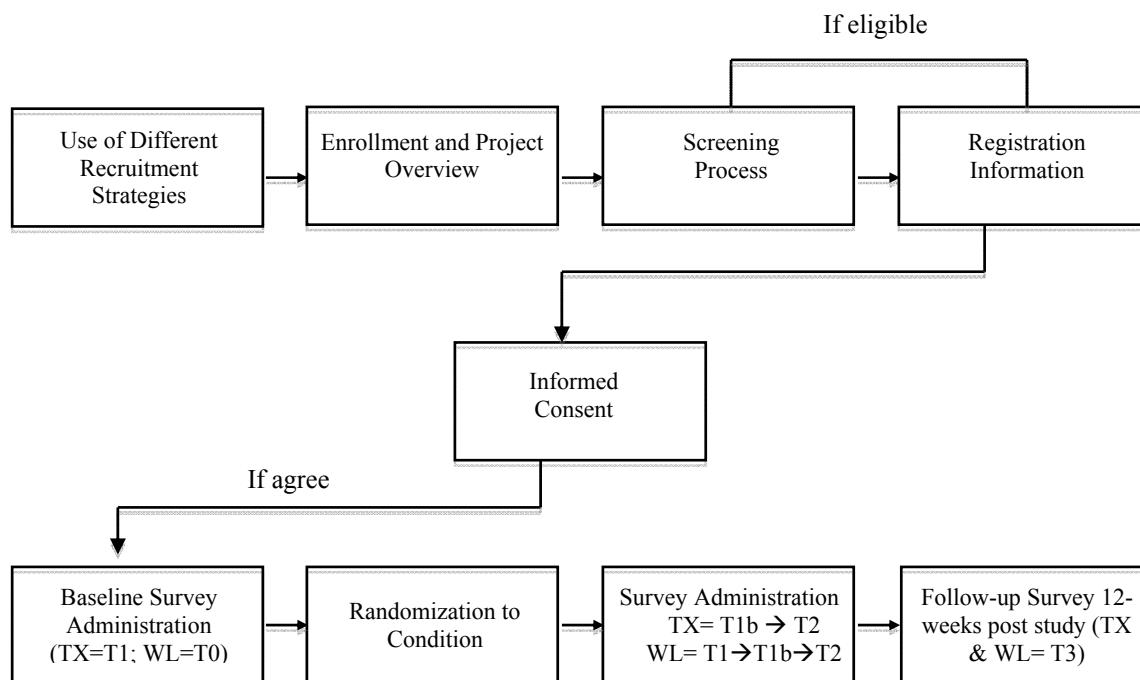 If eligible
Use of Different
Recruitment
Strategies
Enrollment and Project
Overview
Screening
Process
Registration
Information
Informed
Consent
If agree
Baseline Survey
Administration
(TX=T1; WL=T0)
Randomization to
Condition
Survey Administration
TX= T1b → T2
WL= T1→T1b→T2
Follow-up Survey 12-
weeks post study (TX
& WL= T3)